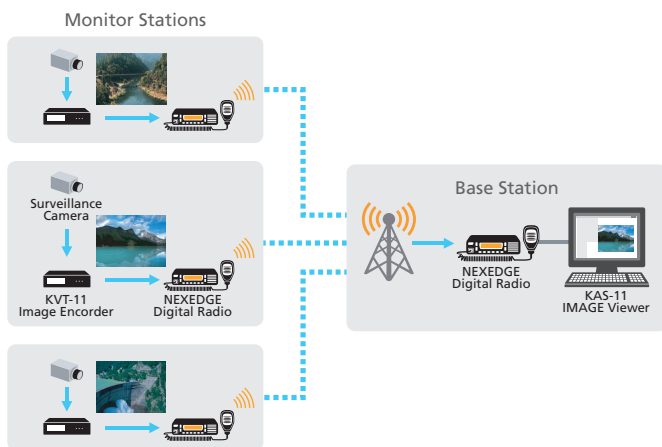 Monitor Stations
Surveillance
Camera
KVT-11
Image Encorder
NEXEDGE
Digital Radio
Base Station
NEXEDGE
Digital Radio
KAS-11
IMAGE Viewer